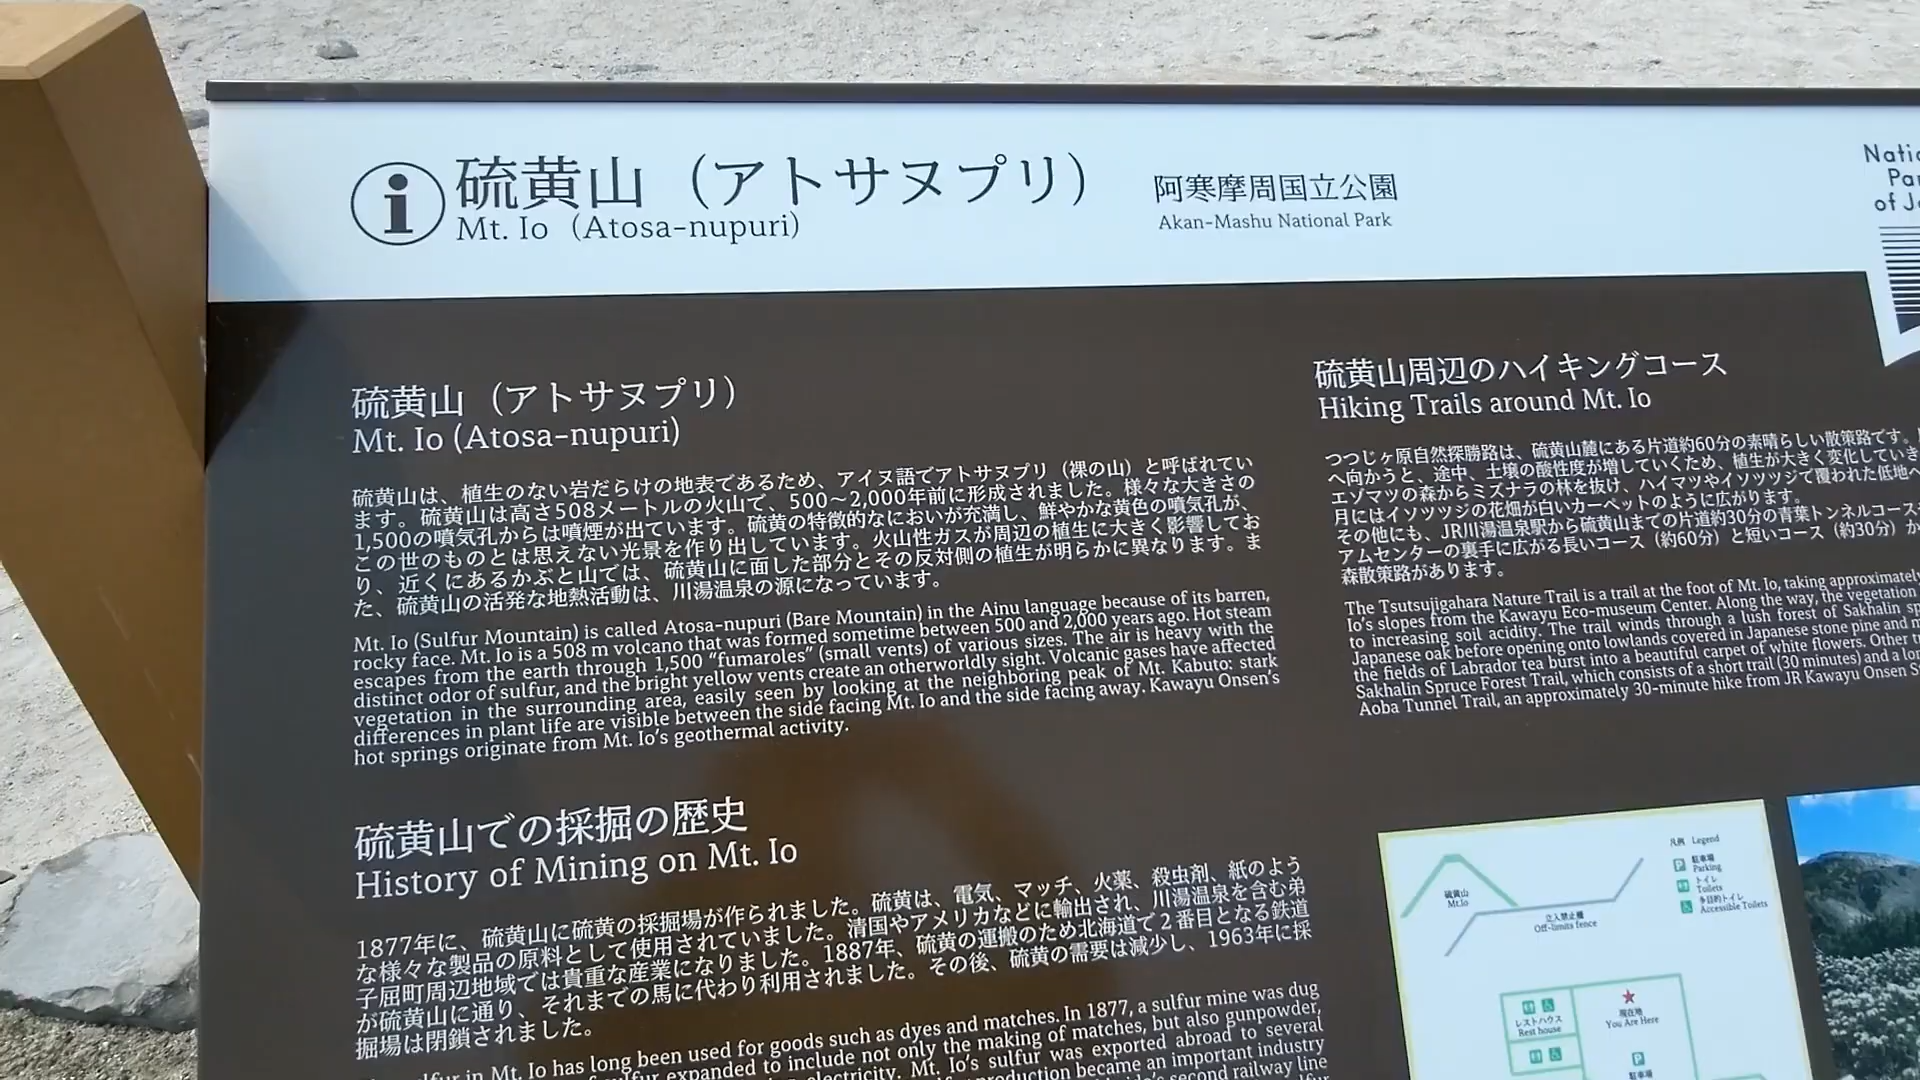 硫黄山（アトサヌプリ）
Mt. Io（Atosa-nupuri）
阿寒摩周国立公園
Akan-Mashu National Park
of
硫黄山（アトサヌプリ）
Mt. Io (Atosa-nupuri)
硫黄山は、植生のない岩だらけの地表であるため、アイヌ語でアトサヌプリ（裸の山）と呼ばれてい
ます。硫黄山は高さ508メートルの火山で、500～2,000年前に形成されました。様々な大きさの
1,500の噴気孔からは噴煙が出ています。硫黄の特徴的なにおいが充満し、鮮やかな黄色の噴気孔が、
この世のものとは思えない光景を作り出しています。火山性ガスが周辺の植生に大きく影響してお
り、近くにあるかぶと山では、硫黄山に面した部分とその反対側の植生が明らかに異なります。ま
た、硫黄山の活発な地熱活動は、川湯温泉の源になっています。
Mt. Io (Sulfur Mountain) is called Atosa-nupuri (Bare Mountain) in the Ainu language because of its barren,
rocky face. Mt. Io is a 508 m volcano that was formed sometime between 500 and 2,000 years ago. Hot steam
escapes from the earth through 1,500 “fumaroles” (small vents) of various sizes. The air is heavy with the
distinct odor of sulfur, and the bright yellow vents create an otherworldly sight. Volcanic gases have affected
vegetation in the surrounding area, easily seen by looking at the neighboring peak of Mt. Kabuto: stark
differences in plant life are visible between the side facing Mt. Io and the side facing away. Kawayu Onsen’s
hot springs originate from Mt. Io’s geothermal activity.
硫黄山での採掘の歴史
History of Mining on Mt. Io
1877年に、硫黄山に硫黄の採掘場が作られました。硫黄は、電気、マッチ、火薬、殺虫剤、紙のよう
な様々な製品の原料として使用されていました。清国やアメリカなどに輸出され、川湯温泉を含む弟
子屈町周辺地域では貴重な産業になりました。1887年、硫黄の運搬のため北海道で２番目となる鉄道
が硫黄山に通り、それまでの馬に代わり利用されました。その後、硫黄の需要は減少し、1963年に採
掘場は閉鎖されました。
in Mt. Io has long been used for goods such as dyes and matches. In 1877, a sulfur mine was dug
sulfur expanded to include not only the making of matches, but also gunpowder,
electricity. Mt. Io’s sulfur was exported abroad to several
production became an important industry
second railway line
硫黄山周辺のハイキングコース
Hiking Trails around Mt. Io
つつじヶ原自然探勝路は、硫黄山麓にある片道約60分の素晴らしい散策路です。
へ向かうと、途中、土壌の酸性度が増していくため、植生が大きく変化していき
エゾマツの森からミズナラの林を抜け、ハイマツやイソツツジで覆われた低地へ
月にはイソツツジの花畑が白いカーペットのように広がります。
その他にも、JR川湯温泉駅から硫黄山までの片道約30分の青葉トンネルコース
アムセンターの裏手に広がる長いコース（約60分）と短いコース（約30分）か
森散策路があります。
The Tsutsujigahara Nature Trail is a trail at the foot of Mt. Io, taking approximately
Io’s slopes from the Kawayu Eco-museum Center. Along the way, the vegetation
to increasing soil acidity. The trail winds through a lush forest of Sakhalin
Japanese oak before opening onto lowlands covered in Japanese stone pine and
the fields of Labrador tea burst into a beautiful carpet of white flowers. Other
Sakhalin Spruce Forest Trail, which consists of a short trail (30 minutes) and a
Aoba Tunnel Trail, an approximately 30-minute hike from JR Kawayu Onsen
凡例 Legend
駐車場
Parking
トイレ
Toilets
多目的トイレ
Accessible Toilets
硫黄山
Mt.Io
立入禁止柵
Off-limits fence
レストハウス
Rest house
現在地
You Are Here
P
駐車場